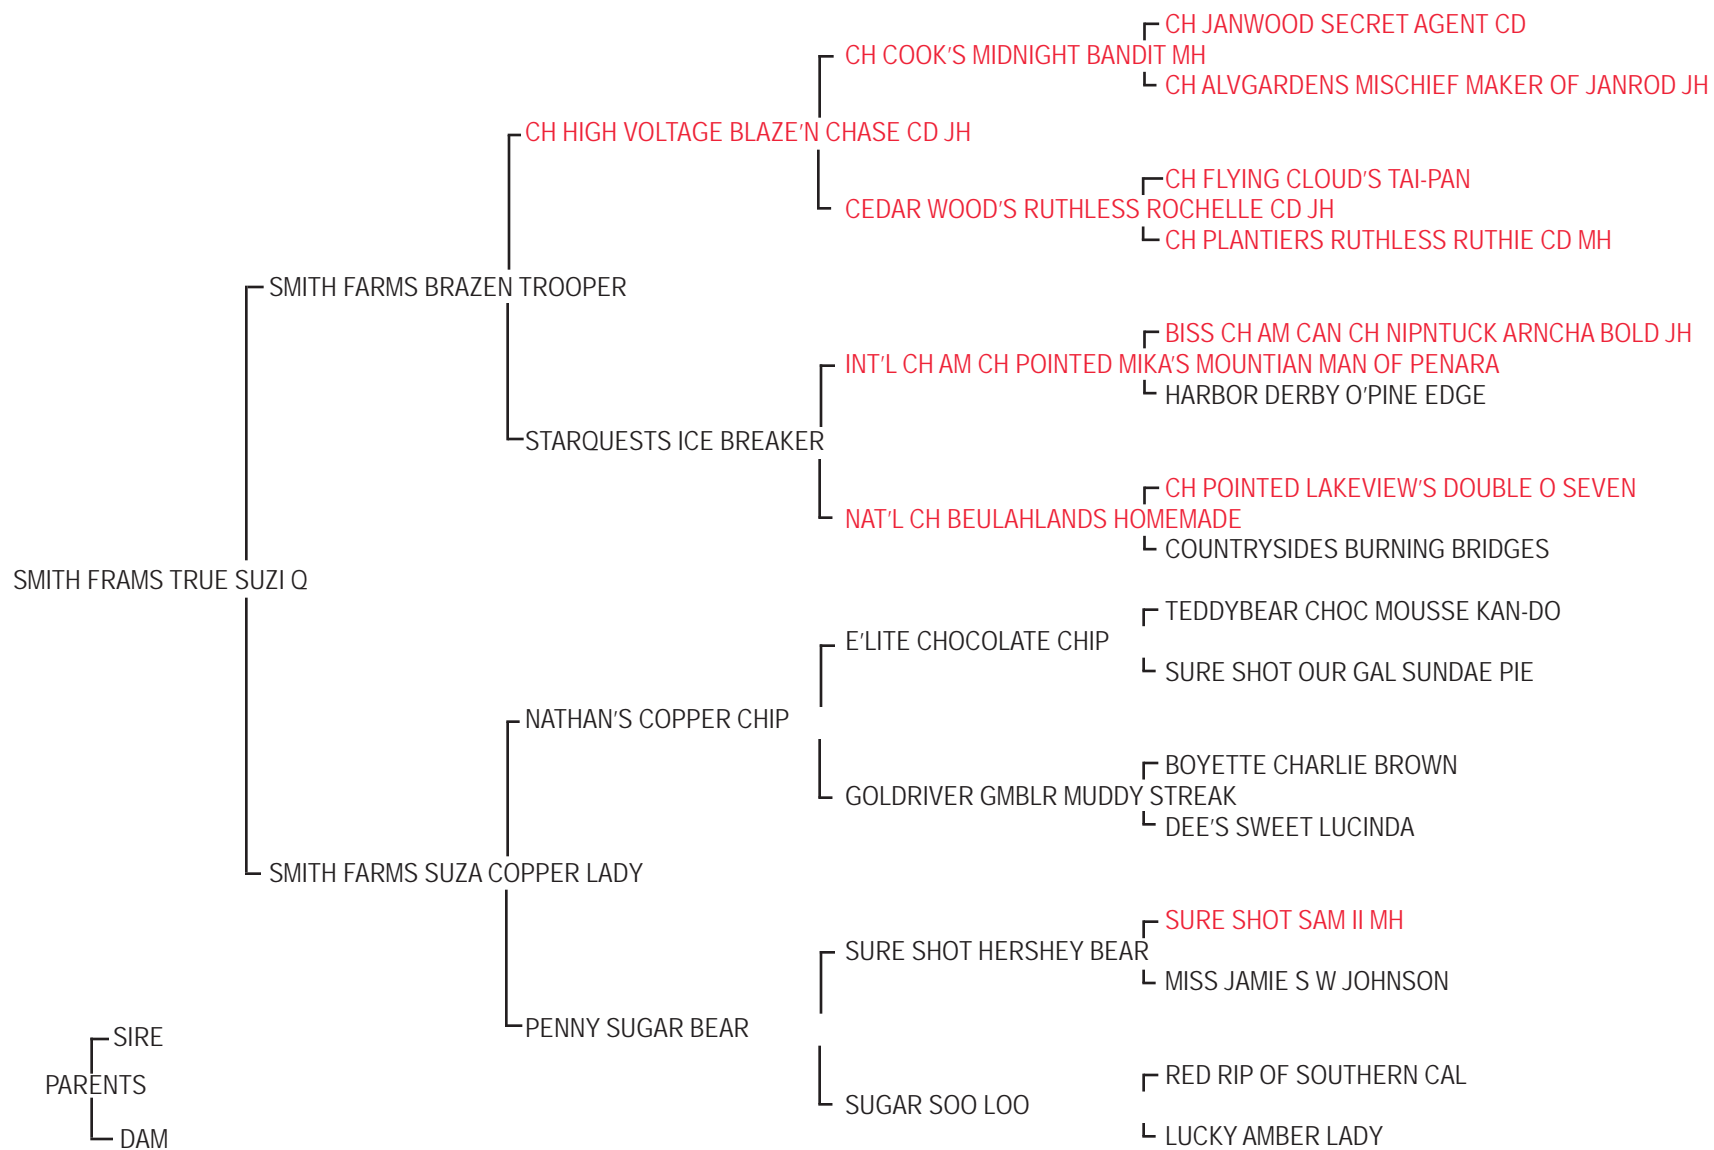 CH JANWOOD SECRET AGENT CD
CH COOK'S MIDNIGHT BANDIT MH
CH ALVGARDENS MISCHIEF MAKER OF JANROD JH
CH HIGH VOLTAGE BLAZE'N CHASE CD JH
CH FLYING CLOUD'S TAI-PAN
CEDAR WOOD'S RUTHLESS ROCHELLE CD JH
CH PLANTIERS RUTHLESS RUTHIE CD MH
SMITH FARMS BRAZEN TROOPER
BISS CH AM CAN CH NIPNTUCK ARNCHA BOLD JH
INT'L CH AM CH POINTED MIKA'S MOUNTIAN MAN OF PENARA
HARBOR DERBY O'PINE EDGE
STARQUESTS ICE BREAKER
CH POINTED LAKEVIEW'S DOUBLE O SEVEN
NAT'L CH BEULAHLANDS HOMEMADE
COUNTRYSIDES BURNING BRIDGES
SMITH FRAMS TRUE SUZI Q
TEDDYBEAR CHOC MOUSSE KAN-DO
E'LITE CHOCOLATE CHIP
SURE SHOT OUR GAL SUNDAE PIE
NATHAN'S COPPER CHIP
BOYETTE CHARLIE BROWN
GOLDRIVER GMBLR MUDDY STREAK
DEE'S SWEET LUCINDA
SMITH FARMS SUZA COPPER LADY
SURE SHOT SAM II MH
SURE SHOT HERSHEY BEAR
MISS JAMIE S W JOHNSON
PENNY SUGAR BEAR
RED RIP OF SOUTHERN CAL
SUGAR SOO LOO
LUCKY AMBER LADY
SIRE
PARENTS
DAM